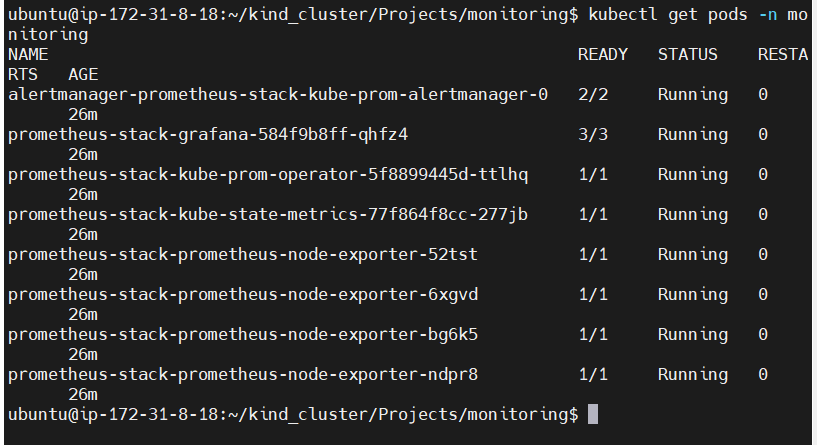 ubuntu@ip-172-31-8-18:~/kind_cluster/Projects/monitoring$ kubectl get pods -n mo
nitoring
NAME                                                     READY   STATUS    RESTA
RTS   AGE
alertmanager-prometheus-stack-kube-prom-alertmanager-0   2/2     Running   0
      26m
prometheus-stack-grafana-584f9b8ff-qhfz4                 3/3     Running   0
      26m
prometheus-stack-kube-prom-operator-5f8899445d-ttlhq     1/1     Running   0
      26m
prometheus-stack-kube-state-metrics-77f864f8cc-277jb     1/1     Running   0
      26m
prometheus-stack-prometheus-node-exporter-52tst          1/1     Running   0
      26m
prometheus-stack-prometheus-node-exporter-6xgvd          1/1     Running   0
      26m
prometheus-stack-prometheus-node-exporter-bg6k5          1/1     Running   0
      26m
prometheus-stack-prometheus-node-exporter-ndpr8          1/1     Running   0
      26m
ubuntu@ip-172-31-8-18:~/kind_cluster/Projects/monitoring$